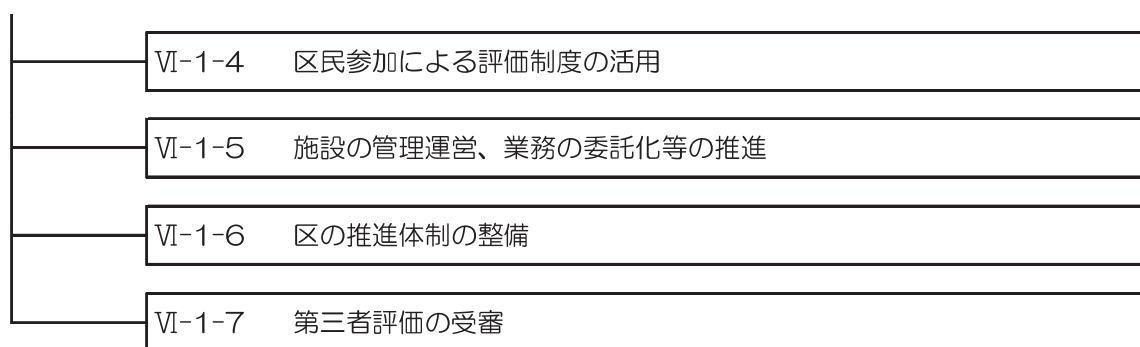 Ⅵ-1-4 区民参加による評価制度の活用
Ⅵ-1-5 施設の管理運営、業務の委託化等の推進
Ⅵ-1-6 区の推進体制の整備
Ⅵ-1-7 第三者評価の受審